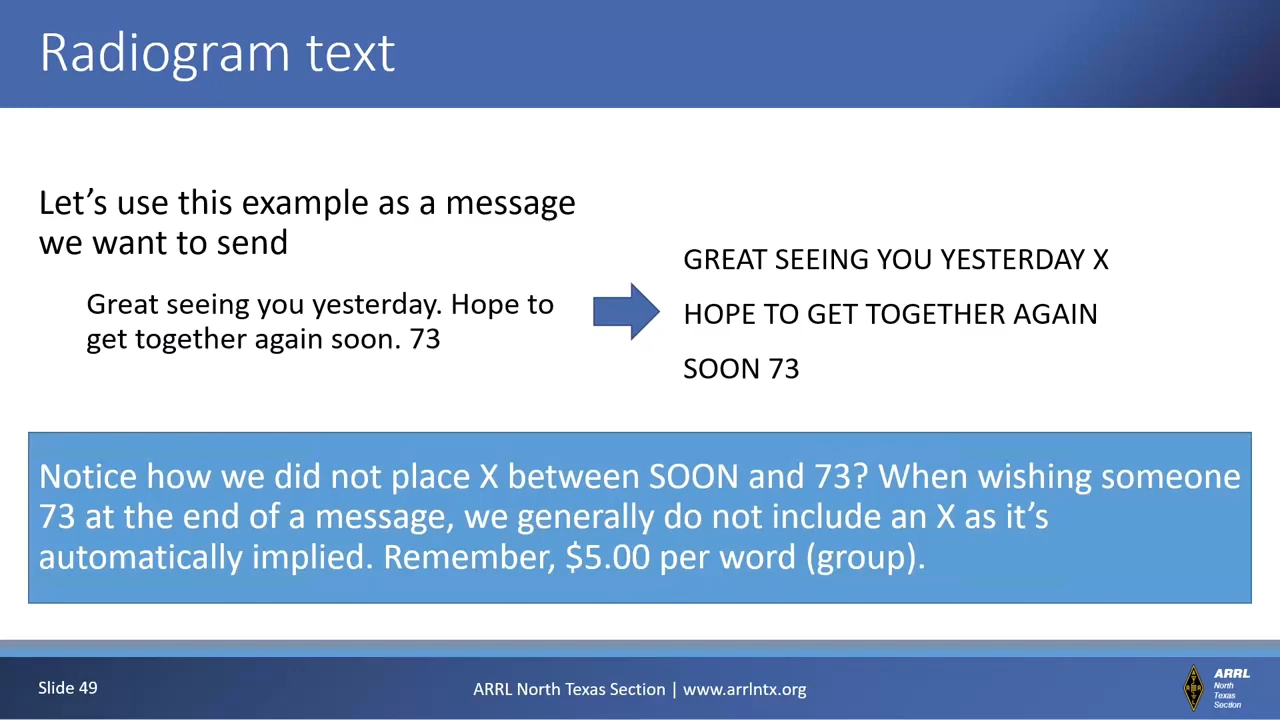 Radiogram text
Let’s use this example as a message
we want to send
Great seeing you yesterday. Hope to
get together again soon. 73
GREAT SEEING YOU YESTERDAY X
HOPE TO GET TOGETHER AGAIN
SOON 73
Notice how we did not place X between SOON and 73? When wishing someone
73 at the end of a message, we generally do not include an X as it’s
automatically implied. Remember, $5.00 per word (group).
Slide 49
ARRL North Texas Section | www.arrlntx.org
ARRL
North
Texas
Section